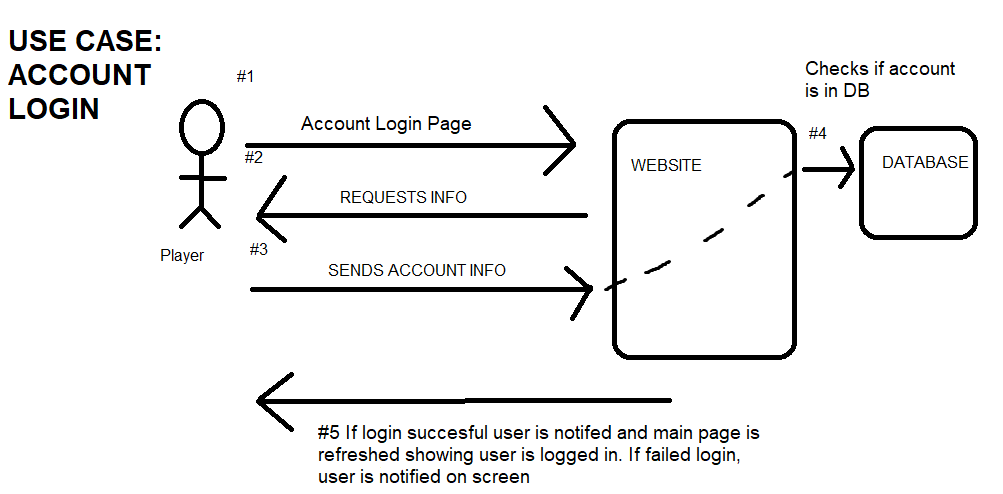 USE CASE:
ACCOUNT
LOGIN
#1
Account Login Page
#2
REQUESTS INFO
Player
#3
SENDS ACCOUNT INFO
WEBSITE
Checks if account
is in DB
#4
DATABASE
#5 If login succesful user is notifed and main page is
refreshed showing user is logged in. If failed login,
user is notified on screen